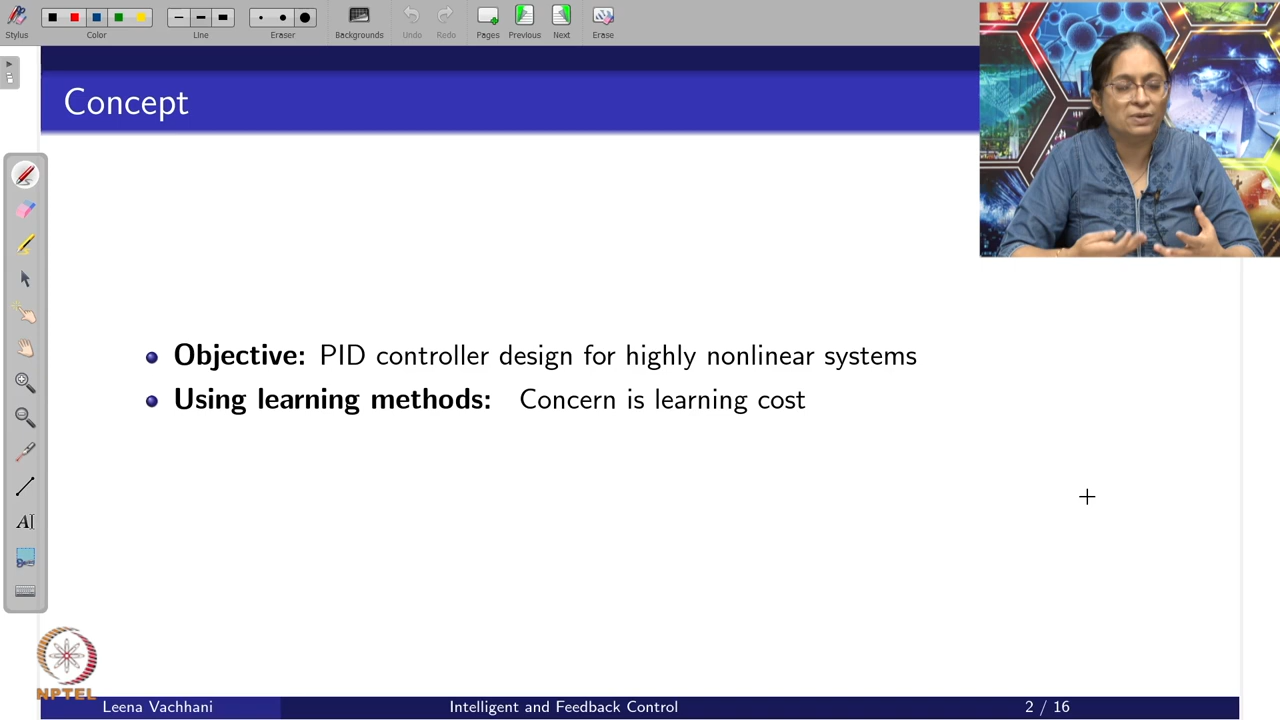 Stylus
Color
Line
Eraser
Backgrounds
Undo
Redo
Pages
Previous
Next
Erase
Concept
Objective: PID controller design for highly nonlinear systems
Using learning methods: Concern is learning cost
A
NPTEL
Leena Vachhani
Intelligent and Feedback Control
2 / 16